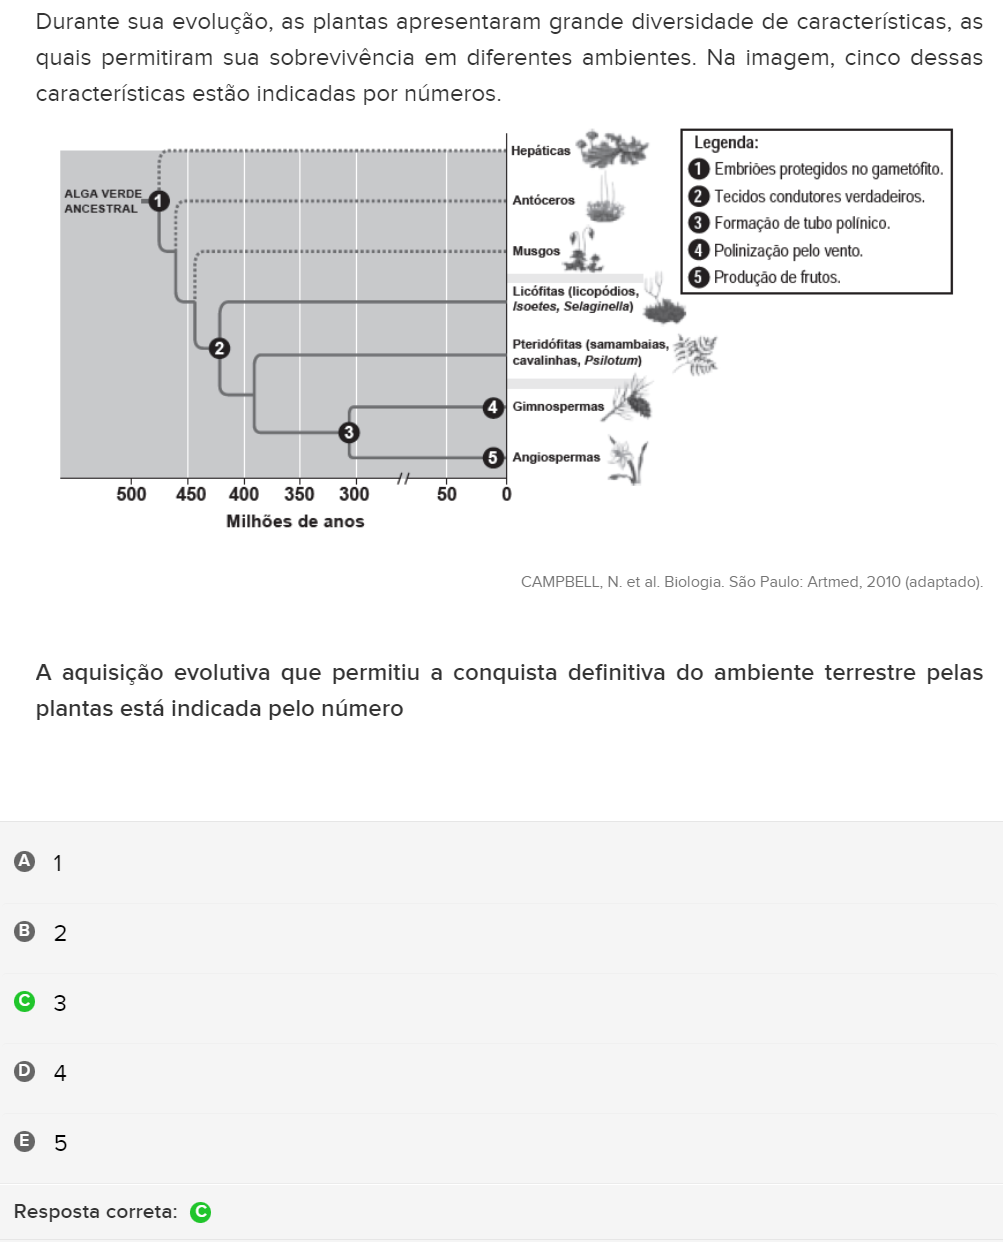 Durante sua evolução, as plantas apresentaram grande diversidade de características, as
quais permitiram sua sobrevivência em diferentes ambientes. Na imagem, cinco dessas
características estão indicadas por números.
Hepáticas
Legenda:
1 Embriões protegidos no gametófito.
2 Tecidos condutores verdadeiros.
3 Formação de tubo polínico.
4 Polinização pelo vento.
5 Produção de frutos.
ALGA VERDE
ANCESTRAL
1
Antóceros
Musgos
Licófitas (licopódios,
Isoetes, Selaginella)
2
Pteridófitas (samambaias,
cavalinhas, Psilotum)
4
Gimnospermas
3
5
Angiospermas
500 450 400 350 300 50 0
Milhões de anos
CAMPBELL, N. et al. Biologia. São Paulo: Artmed, 2010 (adaptado).
A aquisição evolutiva que permitiu a conquista definitiva do ambiente terrestre pelas
plantas está indicada pelo número
A 1
B 2
C 3
D 4
E 5
Resposta correta: C